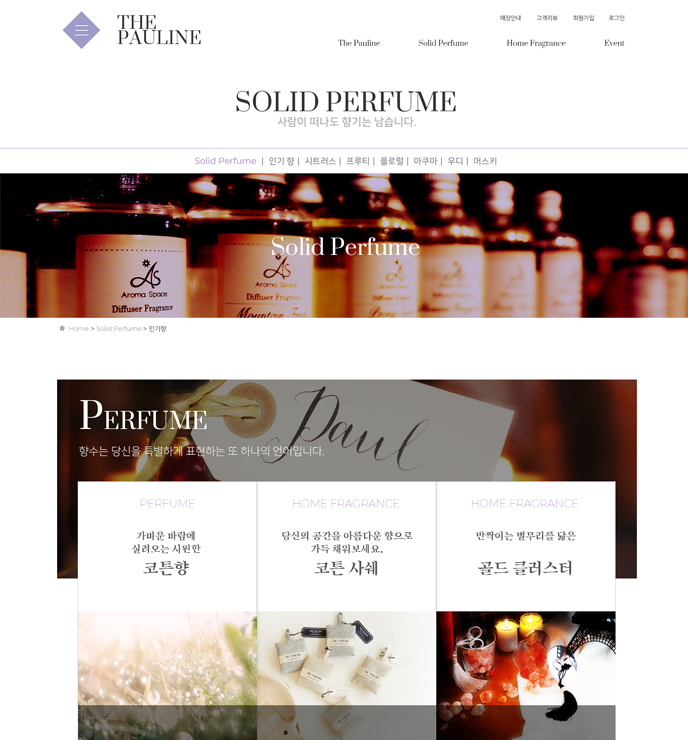 THE
PAULINE
매장안내 고객리뷰 회원가입 로그인
The Pauline Solid Perfume Home Fragrance Event
SOLID PERFUME
사람이 떠나도 향기는 남습니다.
Solid Perfume | 인기 향 | 시트러스 | 프루티 | 플로럴 | 아쿠아 | 우디 | 머스키
Solid Perfume
As
Aroma Space
Diffuser Fragrance
As
Aroma Space
Diffuser Fragran
Mountain
Home > Solid Perfume > 인기향
PERFUME
향수는 당신을 특별하게 표현하는 또 하나의 언어입니다.
Paul
PERFUME
가벼운 바람에
실려오는 시원한
코튼향
HOME FRAGRANCE
당신의 공간을 아름다운 향으로
가득 채워보세요.
코튼 사쉐
HOME FRAGRANCE
반짝이는 별무리를 닮은
골드 클러스터